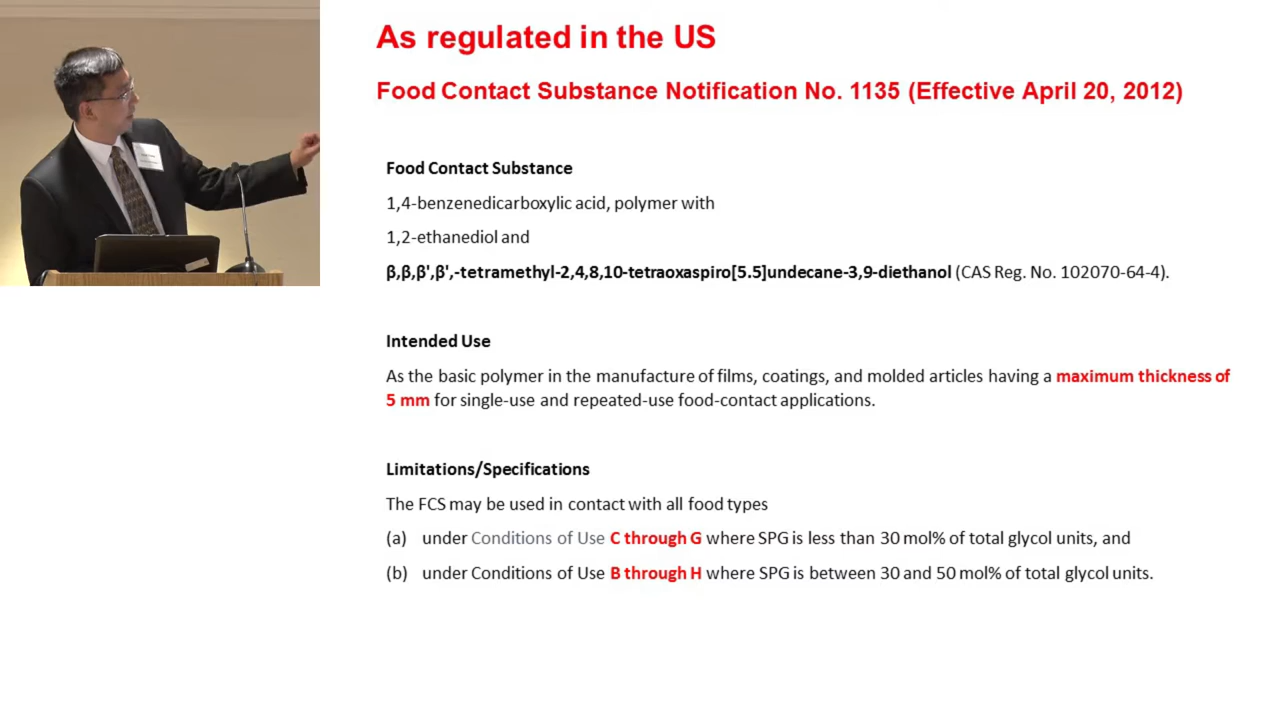 As regulated in the US
Food Contact Substance Notification No. 1135 (Effective April 20, 2012)
Food Contact Substance
1,4-benzenedicarboxylic acid, polymer with
1,2-ethanediol and
β,β,β',β',-tetramethyl-2,4,8,10-tetraoxaspiro[5.5]undecane-3,9-diethanol (CAS Reg. No. 102070-64-4).
Intended Use
As the basic polymer in the manufacture of films, coatings, and molded articles having a maximum thickness of
5 mm for single-use and repeated-use food-contact applications.
Limitations/Specifications
The FCS may be used in contact with all food types
(a) under Conditions of Use C through G where SPG is less than 30 mol% of total glycol units, and
(b) under Conditions of Use B through H where SPG is between 30 and 50 mol% of total glycol units.